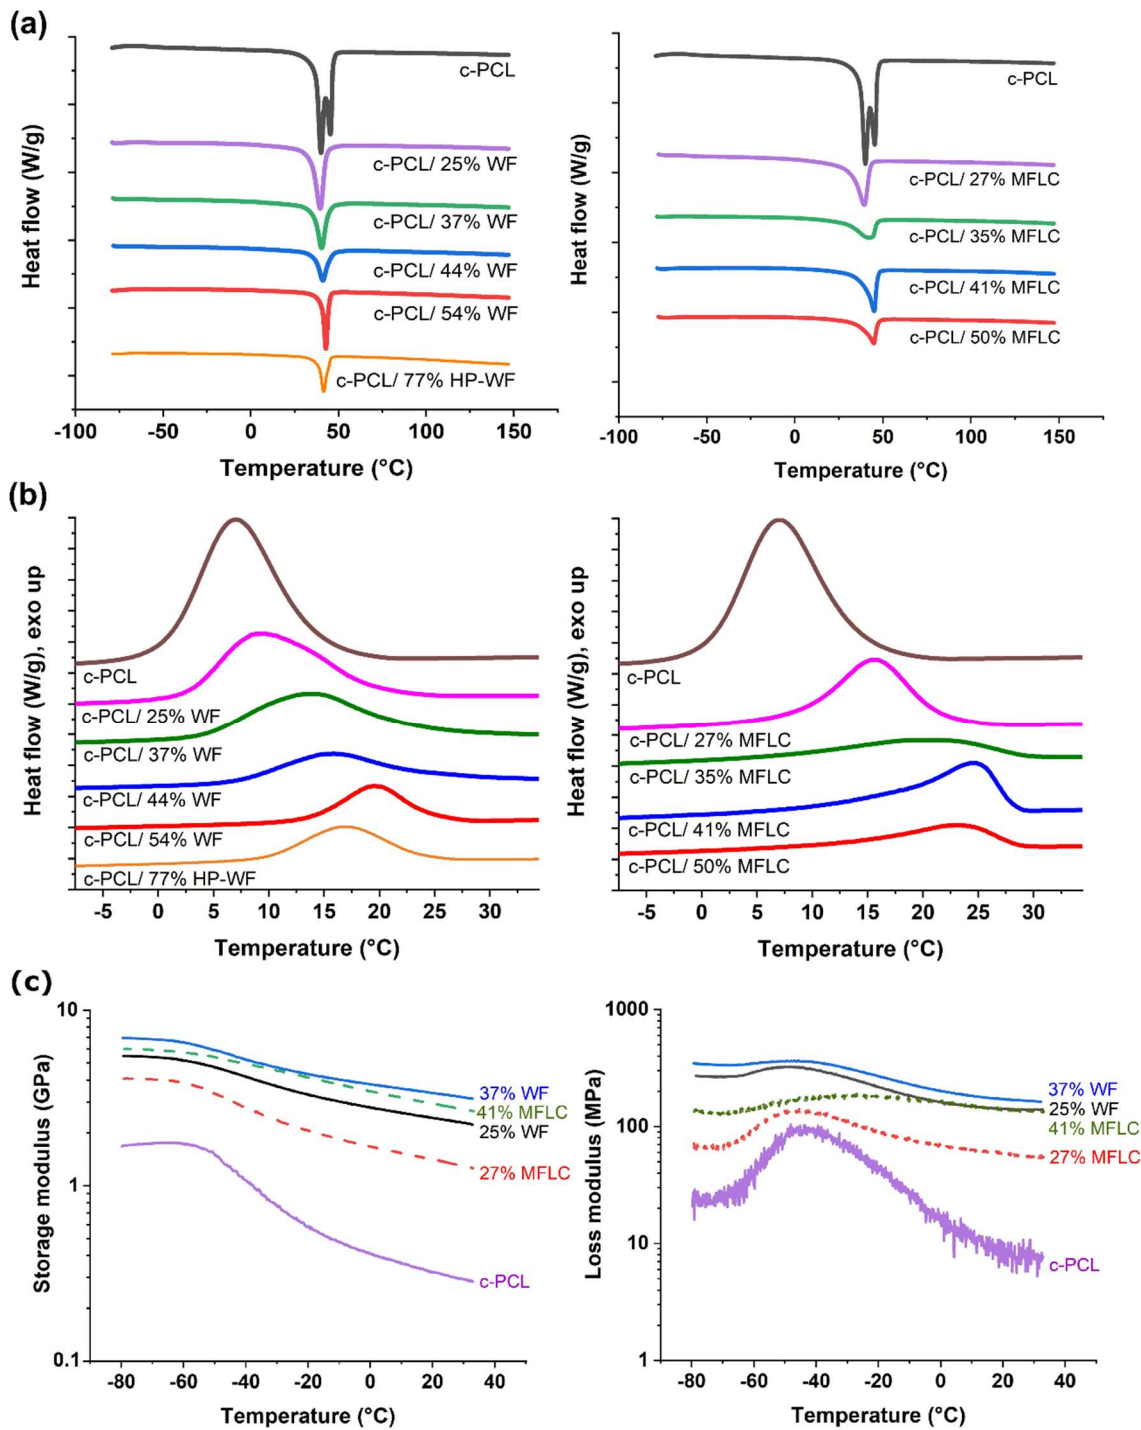 (a)
Heat flow (W/g)
c-PCL
c-PCL/ 25% WF
c-PCL/ 37% WF
c-PCL/ 44% WF
c-PCL/ 54% WF
c-PCL/ 77% HP-WF
-100 -50 0 50 100 150
Temperature (°C)
Heat flow (W/g)
c-PCL
c-PCL/ 27% MFLC
c-PCL/ 35% MFLC
c-PCL/ 41% MFLC
c-PCL/ 50% MFLC
-100 -50 0 50 100 150
Temperature (°C)
(b)
Heat flow (W/g), exo up
c-PCL
c-PCL/ 25% WF
c-PCL/ 37% WF
c-PCL/ 44% WF
c-PCL/ 54% WF
c-PCL/ 77% HP-WF
-5 0 5 10 15 20 25 30
Temperature (°C)
Heat flow (W/g), exo up
c-PCL
c-PCL/ 27% MFLC
c-PCL/ 35% MFLC
c-PCL/ 41% MFLC
c-PCL/ 50% MFLC
-5 0 5 10 15 20 25 30
Temperature (°C)
(c)
Storage modulus (GPa)
10
1
0.1
37% WF
41% MFLC
25% WF
27% MFLC
c-PCL
-80 -60 -40 -20 0 20 40
Temperature (°C)
Loss modulus (MPa)
1000
100
10
1
37% WF
25% WF
41% MFLC
27% MFLC
c-PCL
-80 -60 -40 -20 0 20 40
Temperature (°C)